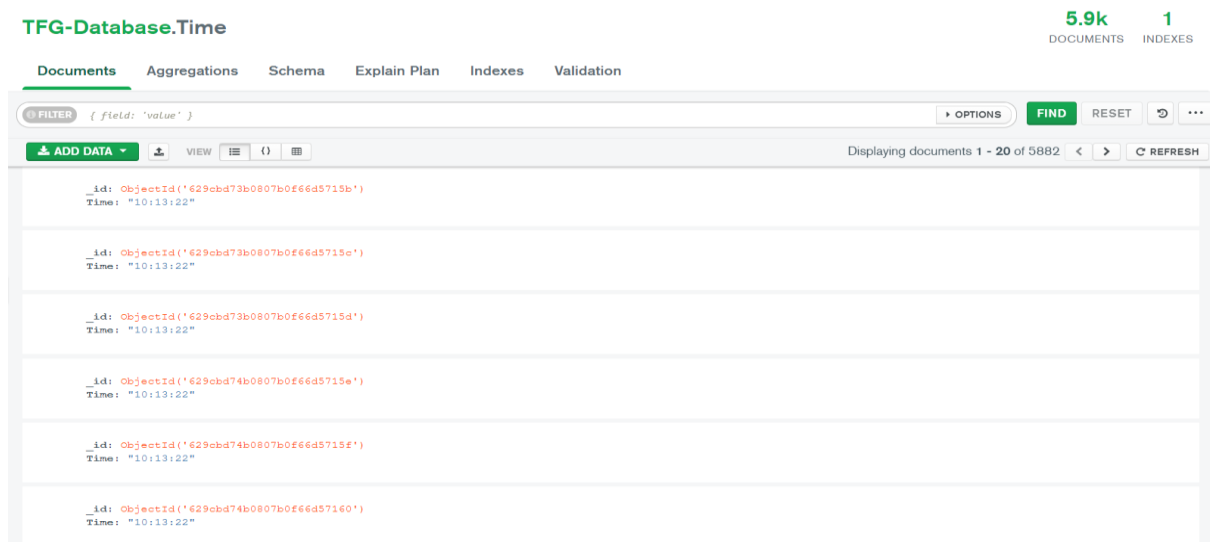 TFG-Database.Time
5.9k 1
DOCUMENTS INDEXES
Documents Aggregations Schema Explain Plan Indexes Validation
FILTER { field: 'value' } OPTIONS FIND RESET
ADD DATA VIEW {} Displaying documents 1 - 20 of 5882 < > REFRESH
_id: ObjectId('629cbd73b0807b0f66d5715b')
Time: "10:13:22"
_id: ObjectId('629cbd73b0807b0f66d5715c')
Time: "10:13:22"
_id: ObjectId('629cbd73b0807b0f66d5715d')
Time: "10:13:22"
_id: ObjectId('629cbd74b0807b0f66d5715e')
Time: "10:13:22"
_id: ObjectId('629cbd74b0807b0f66d5715f')
Time: "10:13:22"
_id: ObjectId('629cbd74b0807b0f66d57160')
Time: "10:13:22"